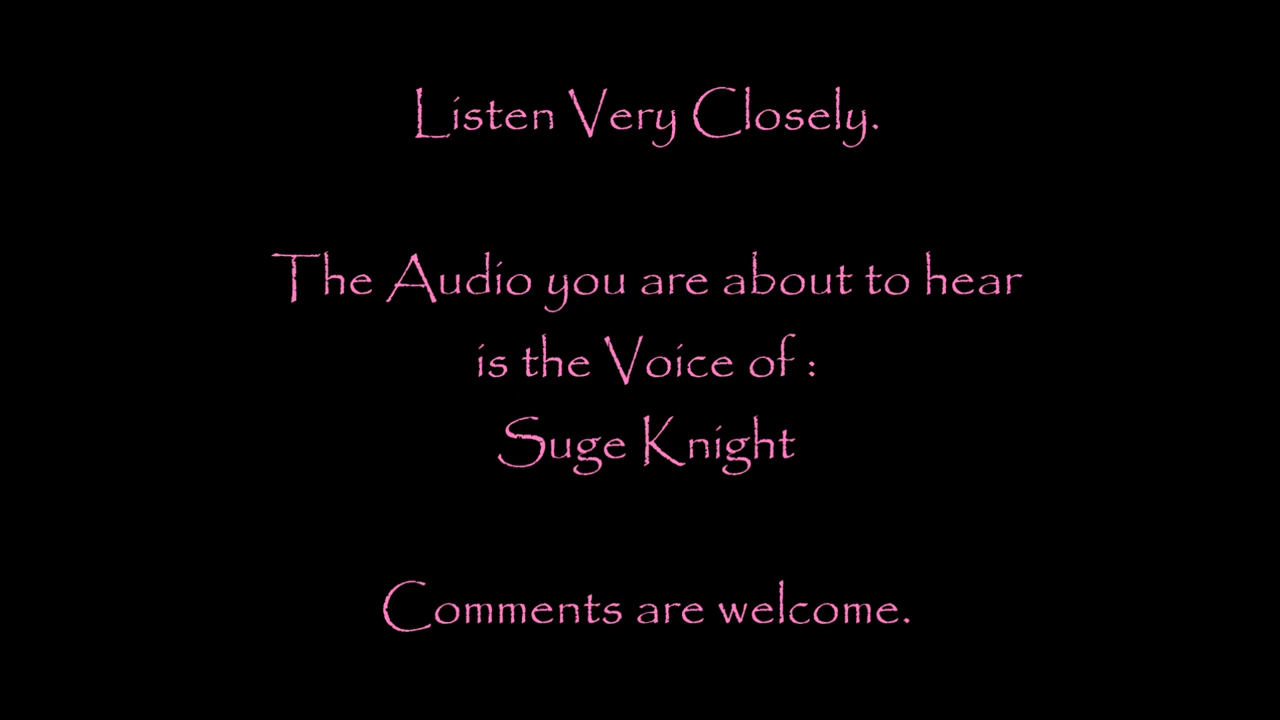 Listen Very Closely.
The Audio you are about to hear
is the Voice of :
Suge Knight
Comments are welcome.